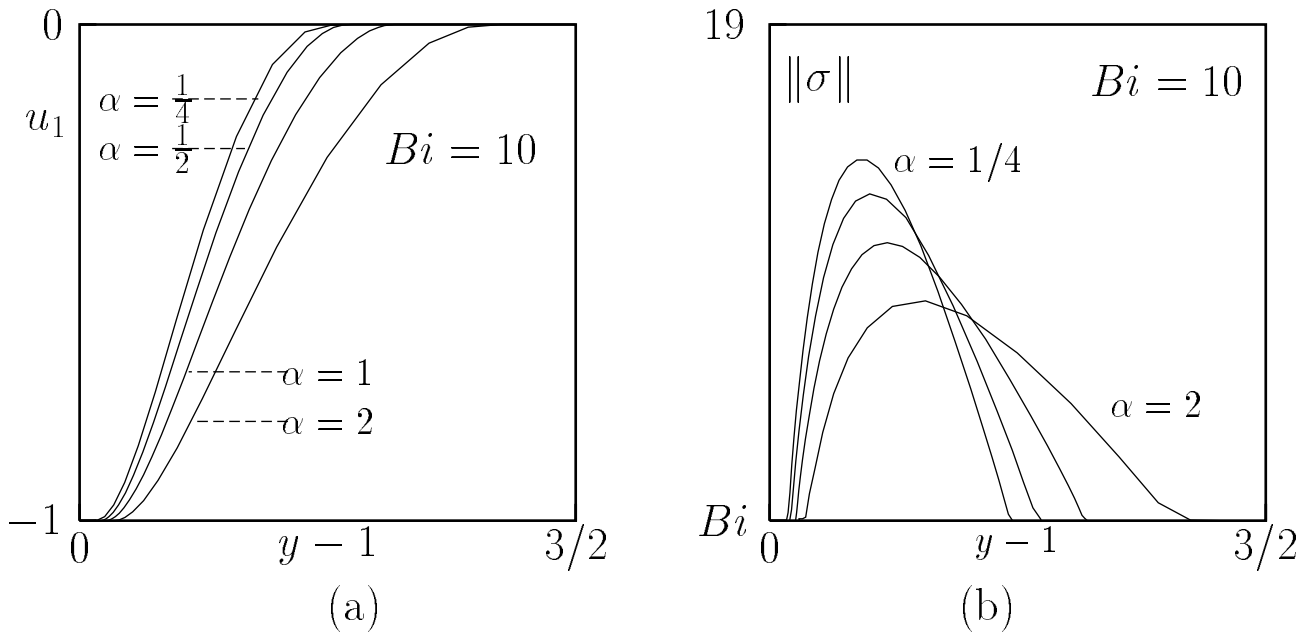 0
u₁
α = 1/4
α = 1/2
Bi = 10
α = 1
α = 2
−1
0
y − 1
3/2
(a)
19
‖σ‖
Bi = 10
α = 1/4
α = 2
Bi
0
y − 1
3/2
(b)